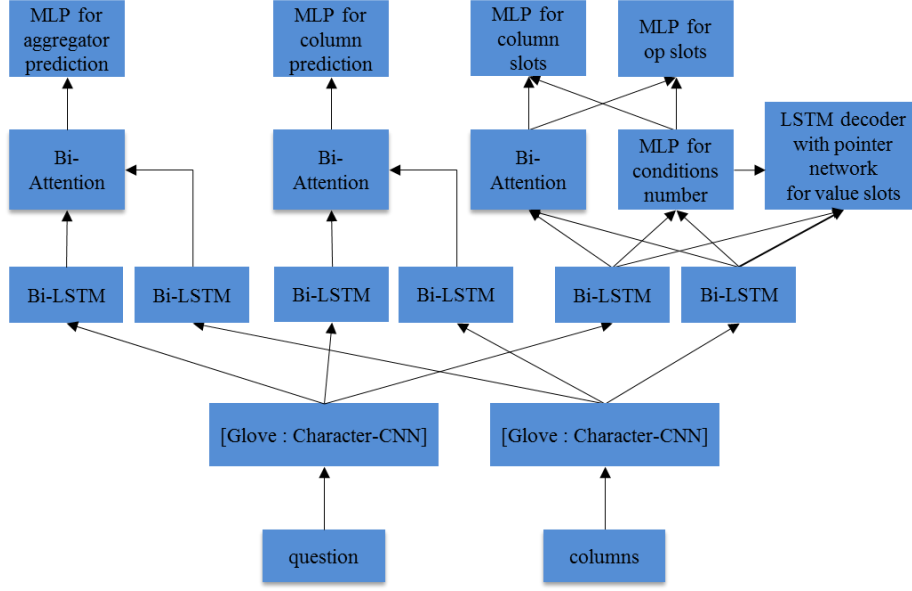 MLP for
aggregator
prediction
MLP for
column
prediction
MLP for
column
slots
MLP for
op slots
Bi-
Attention
Bi-
Attention
Bi-
Attention
MLP for
conditions
number
LSTM decoder
with pointer
network
for value slots
Bi-LSTM
Bi-LSTM
Bi-LSTM
Bi-LSTM
Bi-LSTM
Bi-LSTM
[Glove : Character-CNN]
[Glove : Character-CNN]
question
columns